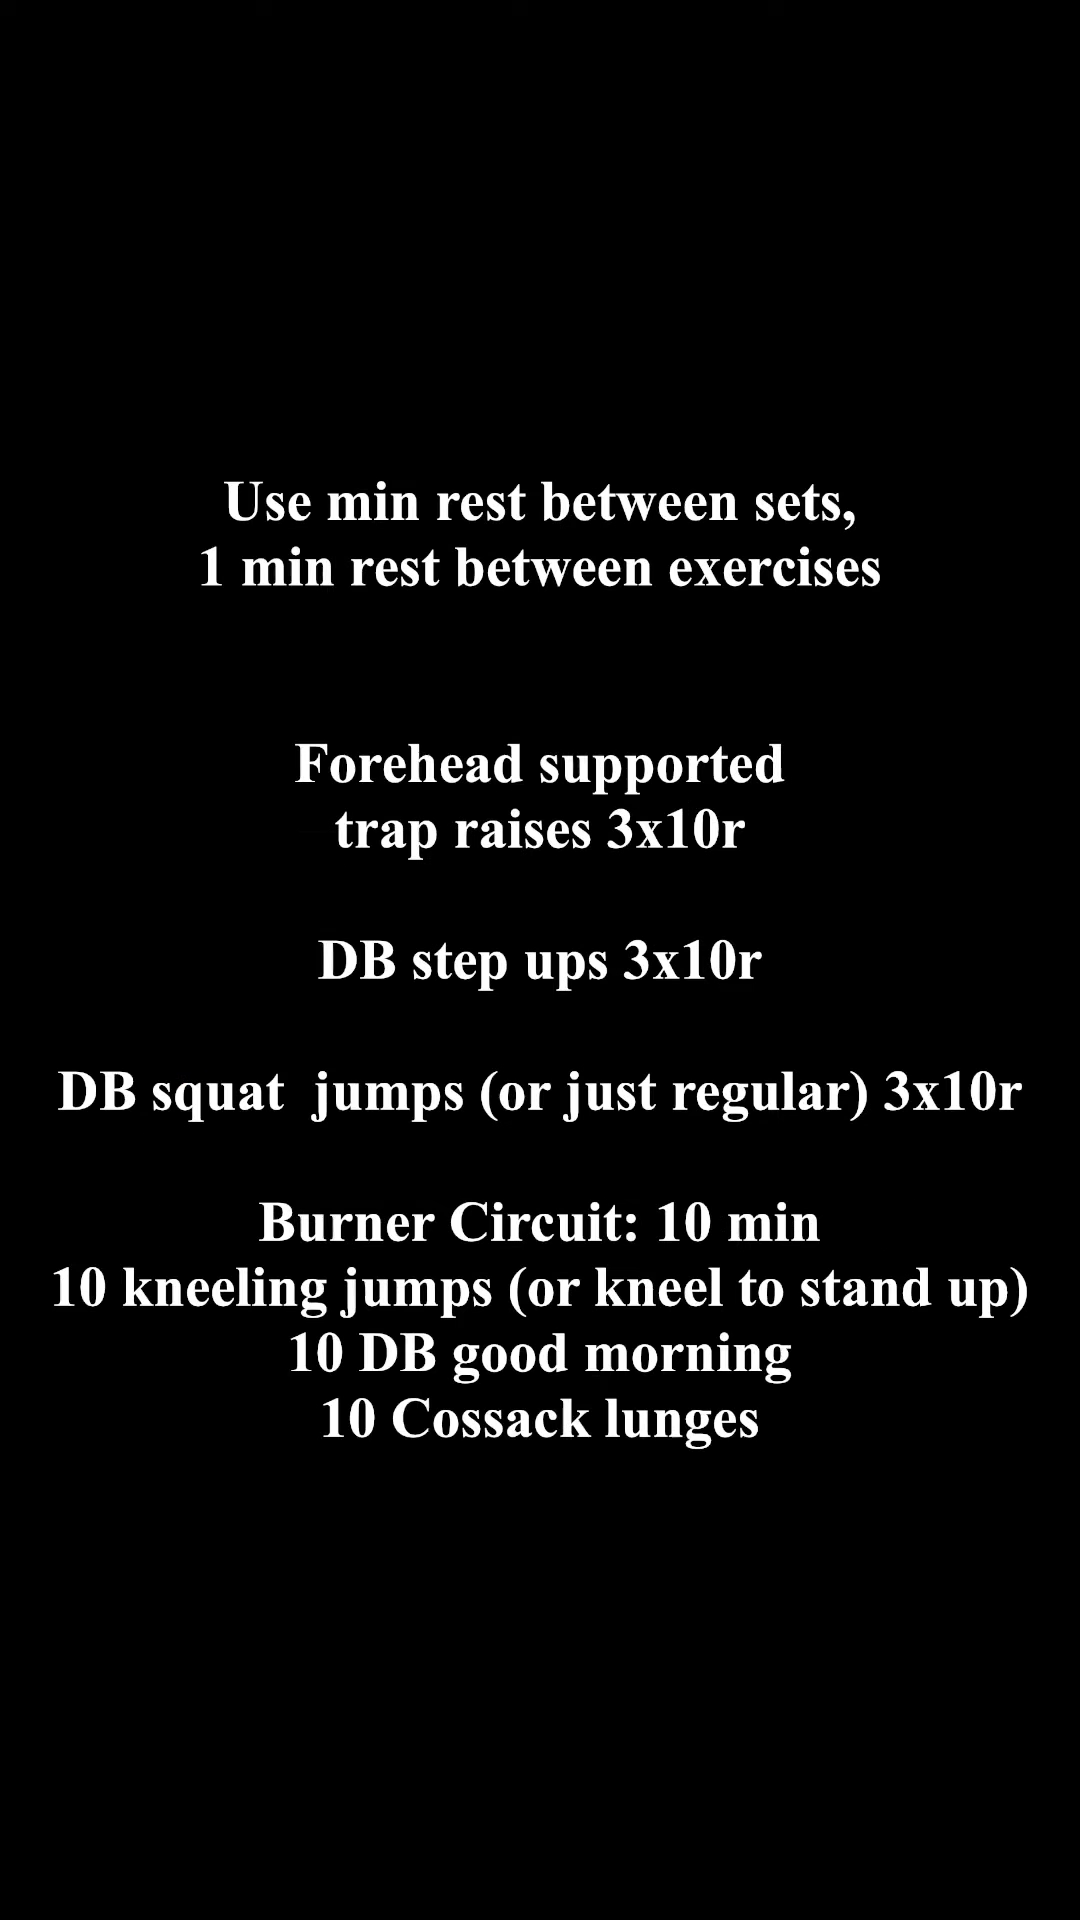 Use min rest between sets,
1 min rest between exercises
Forehead supported
trap raises 3x10r
DB step ups 3x10r
DB squat  jumps (or just regular) 3x10r
Burner Circuit: 10 min
10 kneeling jumps (or kneel to stand up)
10 DB good morning
10 Cossack lunges